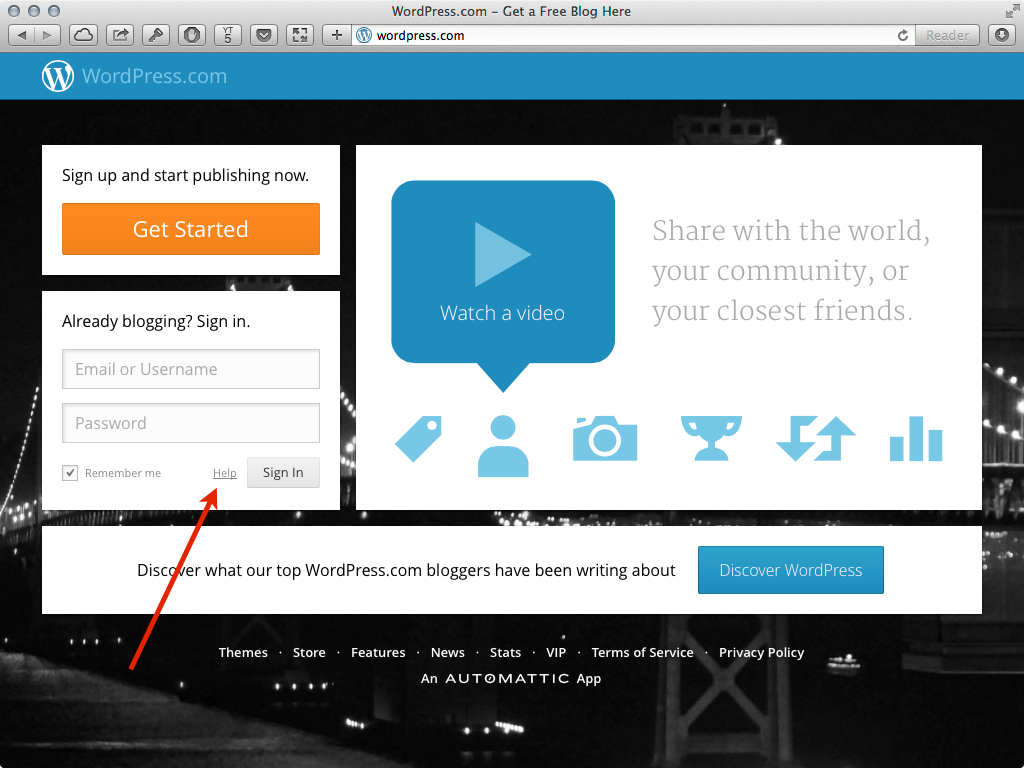 WordPress.com – Get a Free Blog Here
YT
5
wordpress.com
Reader
WordPress.com
Sign up and start publishing now.
Get Started
Already blogging? Sign in.
Email or Username
Password
Remember me
Help
Sign In
Watch a video
Share with the world,
your community, or
your closest friends.
Discover what our top WordPress.com bloggers have been writing about
Discover WordPress
Themes · Store · Features · News · Stats · VIP · Terms of Service · Privacy Policy
An AUTOMATTIC App